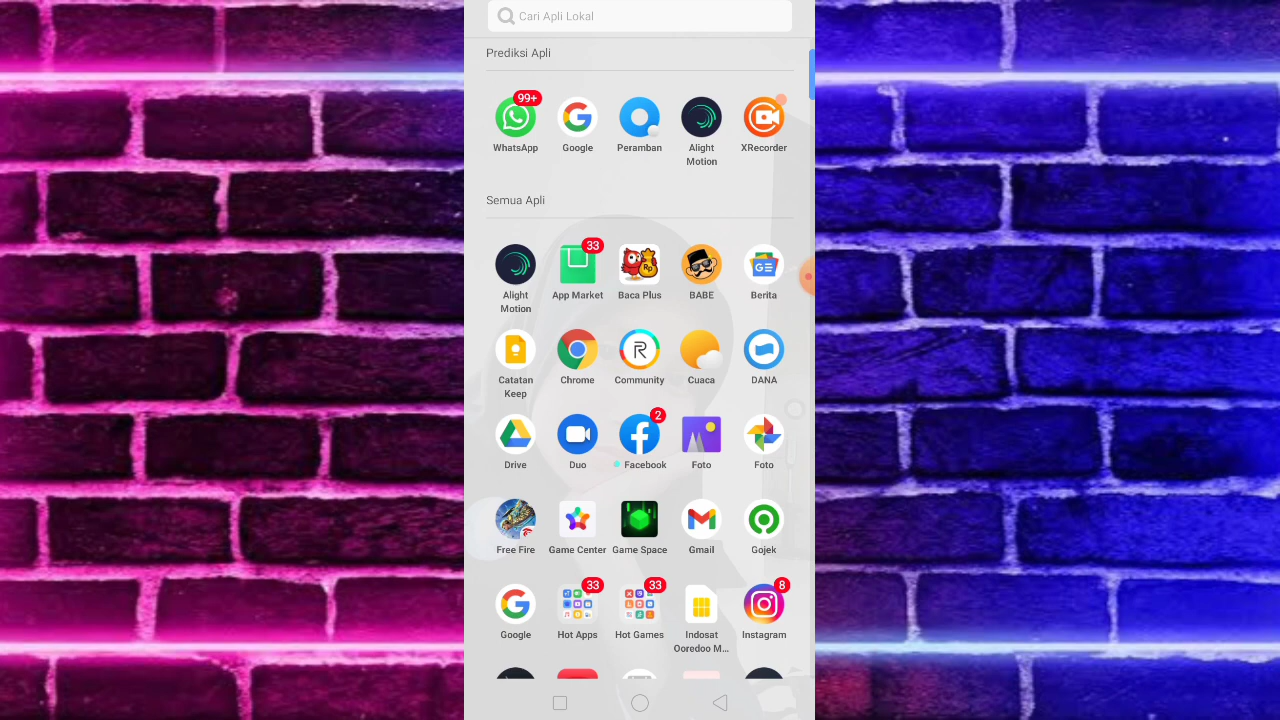 Cari Apli Lokal
Prediksi Apli
99+
WhatsApp
Google
Peramban
Alight
Motion
XRecorder
Semua Apli
33
Alight
Motion
App Market
Rp
Baca Plus
BABE
GE
Berita
Catatan
Keep
Chrome
R
Community
Cuaca
DANA
2
Drive
Duo
Facebook
Foto
Foto
Free Fire
Game Center
Game Space
Gmail
Gojek
33
33
8
Google
Hot Apps
Hot Games
Indosat
Ooredoo M...
Instagram